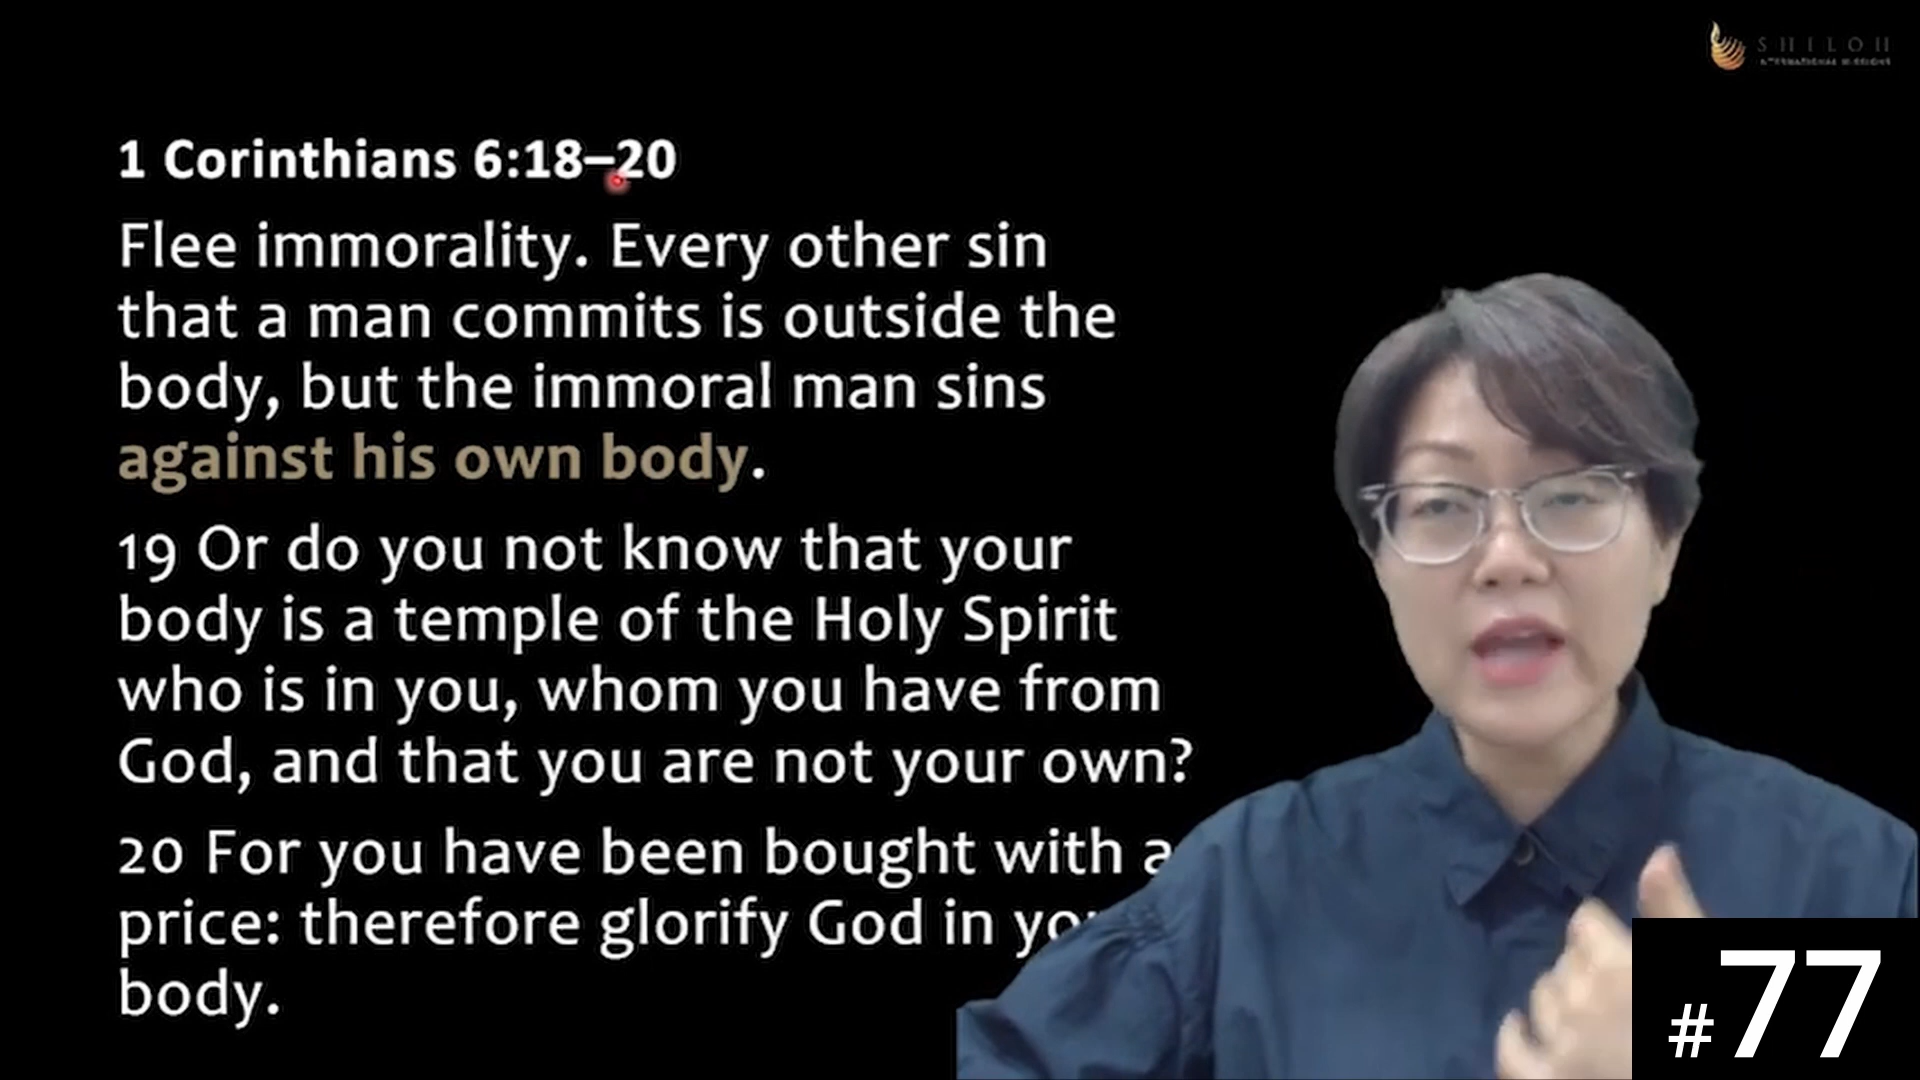 SHILOH
INTERNATIONAL MISSIONS
1 Corinthians 6:18–20
Flee immorality. Every other sin
that a man commits is outside the
body, but the immoral man sins
against his own body.
19 Or do you not know that your
body is a temple of the Holy Spirit
who is in you, whom you have from
God, and that you are not your own?
20 For you have been bought with a
price: therefore glorify God in yo
body.
#77